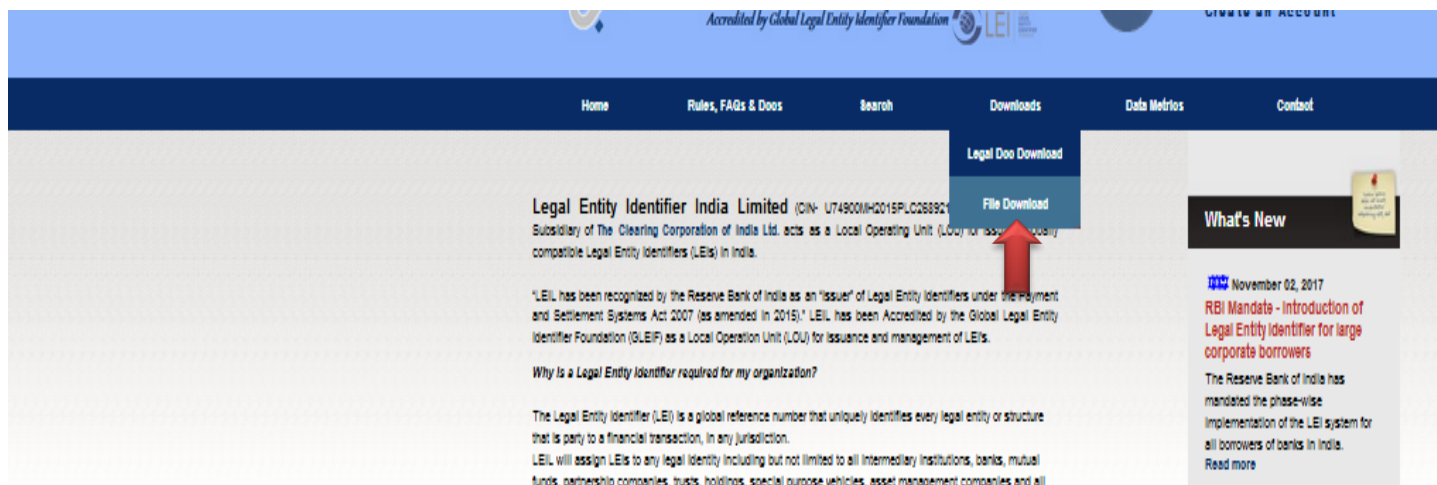 Accredited by Global Legal Entity Identifier Foundation
LEI
Create an Account
Home Rules, FAQs & Docs Search Downloads Data Metrics Contact
Legal Doc Download
File Download
Legal Entity Identifier India Limited (CIN- U74900MH2015PLC268921
Subsidiary of The Clearing Corporation of India Ltd. acts as a Local Operating Unit (LOU) for
compatible Legal Entity Identifiers (LEIs) in India.
"LEIL has been recognized by the Reserve Bank of India as an "Issuer" of Legal Entity Identifiers under the Payment
and Settlement Systems Act 2007 (as amended in 2015)." LEIL has been Accredited by the Global Legal Entity
Identifier Foundation (GLEIF) as a Local Operation Unit (LOU) for issuance and management of LEI's.
Why is a Legal Entity Identifier required for my organization?
The Legal Entity Identifier (LEI) is a global reference number that uniquely identifies every legal entity or structure
that is party to a financial transaction, in any jurisdiction.
LEIL will assign LEIs to any legal identity including but not limited to all intermediary institutions, banks, mutual
funds, partnership companies, trusts, holdings, special purpose vehicles, asset management companies and all
What's New
November 02, 2017
RBI Mandate - Introduction of
Legal Entity Identifier for large
corporate borrowers
The Reserve Bank of India has
mandated the phase-wise
implementation of the LEI system for
all borrowers of banks in India.
Read more